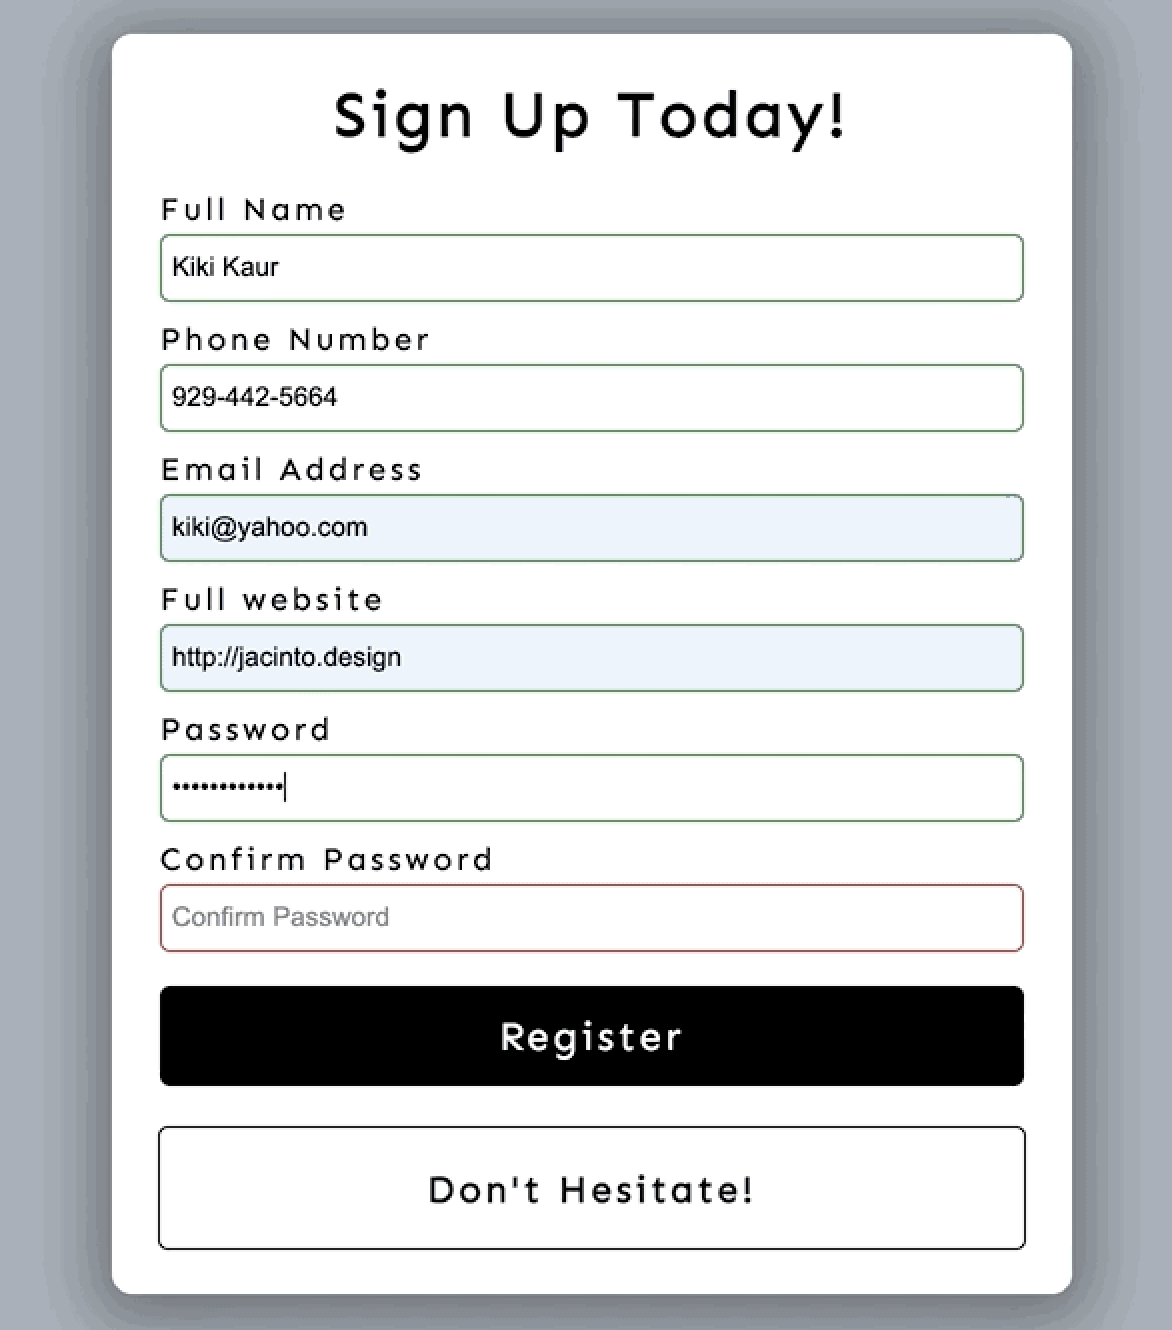 Sign Up Today!
Full Name
Kiki Kaur
Phone Number
929-442-5664
Email Address
kiki@yahoo.com
Full website
http://jacinto.design
Password
••••••••••••
Confirm Password
Confirm Password
Register
Don't Hesitate!